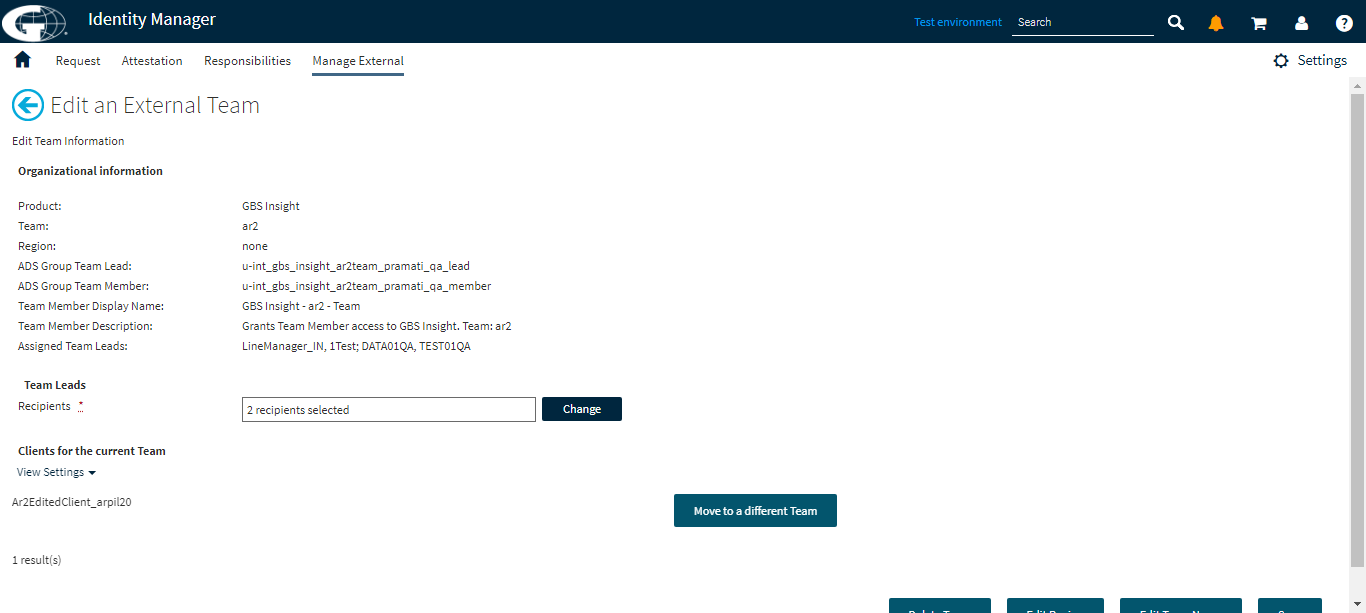 Identity Manager
Test environment
Search
Request Attestation Responsibilities Manage External
Settings
Edit an External Team
Edit Team Information
Organizational information
Product: GBS Insight
Team: ar2
Region: none
ADS Group Team Lead: u-int_gbs_insight_ar2team_pramati_qa_lead
ADS Group Team Member: u-int_gbs_insight_ar2team_pramati_qa_member
Team Member Display Name: GBS Insight - ar2 - Team
Team Member Description: Grants Team Member access to GBS Insight. Team: ar2
Assigned Team Leads: LineManager_IN, 1Test; DATA01QA, TEST01QA
Team Leads
Recipients * 2 recipients selected Change
Clients for the current Team
View Settings
Ar2EditedClient_arpil20
Move to a different Team
1 result(s)